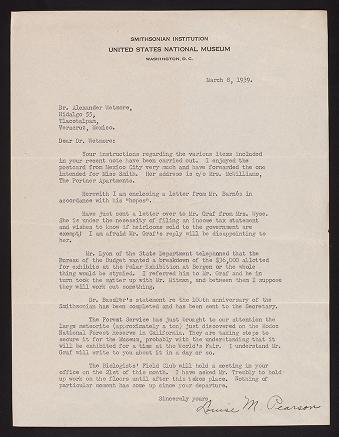 SMITHSONIAN INSTITUTION
UNITED STATES NATIONAL MUSEUM
WASHINGTON, D. C.
March 8, 1939.
Dr. Alexander Wetmore,
Hidalgo 55,
Tlacotalpam,
Veracruz, Mexico.
Dear Dr. Wetmore:
Your instructions regarding the various items included
in your recent note have been carried out. I enjoyed the
postcard from Mexico City very much and have forwarded the one
intended for Miss Smith. Her address is c/o Mrs. McWilliams,
The Portner Apartments.
Herewith I am enclosing a letter from Mr. Barnes in
accordance with his "hopes".
Have just sent a letter over to Mr. Graf from Mrs. Wyse.
She is under the necessity of filing an income tax statement
and wishes to know if heirlooms sold to the government are
exempt! I am afraid Mr. Graf's reply will be disappointing to
her.
Mr. Lyon of the State Department telephoned that the
Bureau of the Budget wanted a breakdown of the $36,000 allotted
for exhibits at the Polar Exhibition at Bergen or the whole
thing would be stymied. I referred him to Mr. Graf and he in
turn took the matter up with Mr. Hitman, and between them I suppose
they will work out something.
Dr. Bassler's statement re the 100th anniversary of the
Smithsonian has been completed and has been sent to the Secretary.
The Forest Service has just brought to our attention the
large meteorite (approximately a ton) just discovered on the Modoc
National Forest Reserve in California. They are taking steps to
secure it for the Museum, probably with the understanding that it
will be exhibited for a time at the World's Fair. I understand Mr.
Graf will write to you about it in a day or so.
The Biologists' Field Club will hold a meeting in your
office on the 21st of this month. I have asked Mr. Trembly to hold
up work on the floors until after this takes place. Nothing of
particular moment has come up since your departure.
Sincerely yours,
Louise M. Pearson